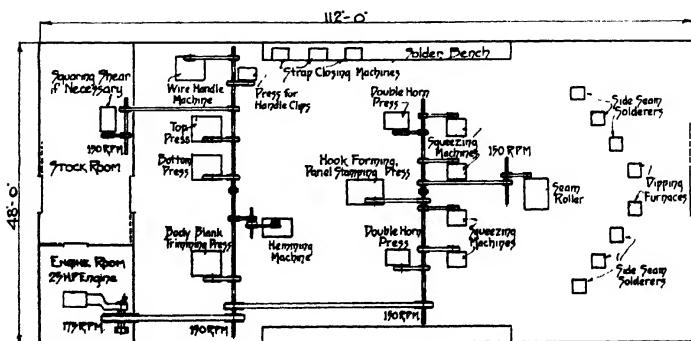 112'-0"
48'-0"
Solder Bench
Strap Closing Machines
Squaring Shear
if Necessary
Wire Handle
Machine
Press for
Handle Clips
Double Horn
Press
Side Seam
Solderers
Top
Press
190 RPM
STOCK ROOM
Squeezing
Machines
150 RPM
Bottom
Press
Hook Forming,
Panel Stamping Press
Seam
Roller
Dipping
Furnaces
Body Blank
Trimming Press
Hemming
Machine
Double Horn
Press
Squeezing
Machines
Side Seam
Solderers
ENGINE ROOM
25 HP Engine
175 RPM.
190 RPM
190 RPM.